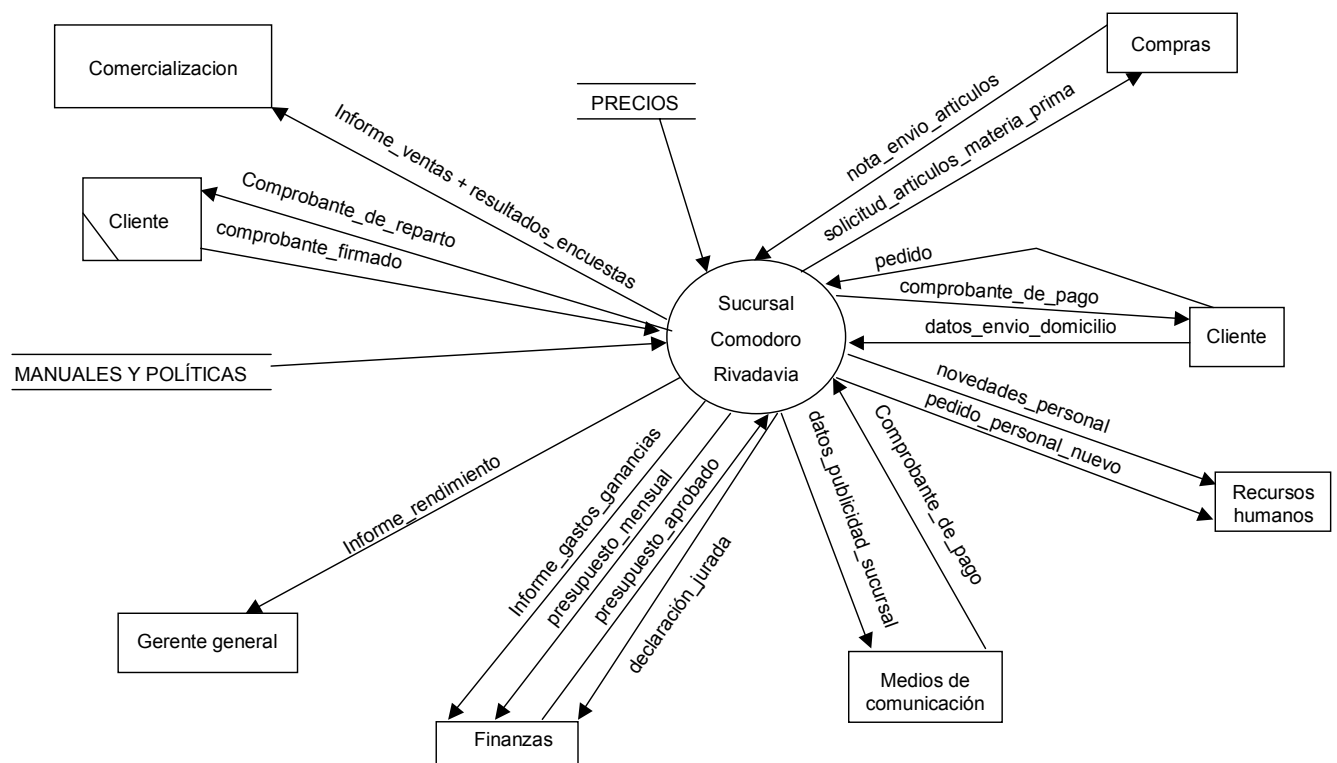 Comercializacion
Compras
PRECIOS
Informe_ventas + resultados_encuestas
nota_envio_articulos
solicitud_articulos_materia_prima
Cliente
Comprobante_de_reparto
comprobante_firmado
pedido
comprobante_de_pago
datos_envio_domicilio
Cliente
Sucursal
Comodoro
Rivadavia
MANUALES Y POLÍTICAS
novedades_personal
pedido_personal_nuevo
Recursos
humanos
Informe_rendimiento
Informe_gastos_ganancias
presupuesto_mensual
presupuesto_aprobado
declaración_jurada
datos_publicidad_sucursal
Comprobante_de_pago
Gerente general
Medios de
comunicación
Finanzas